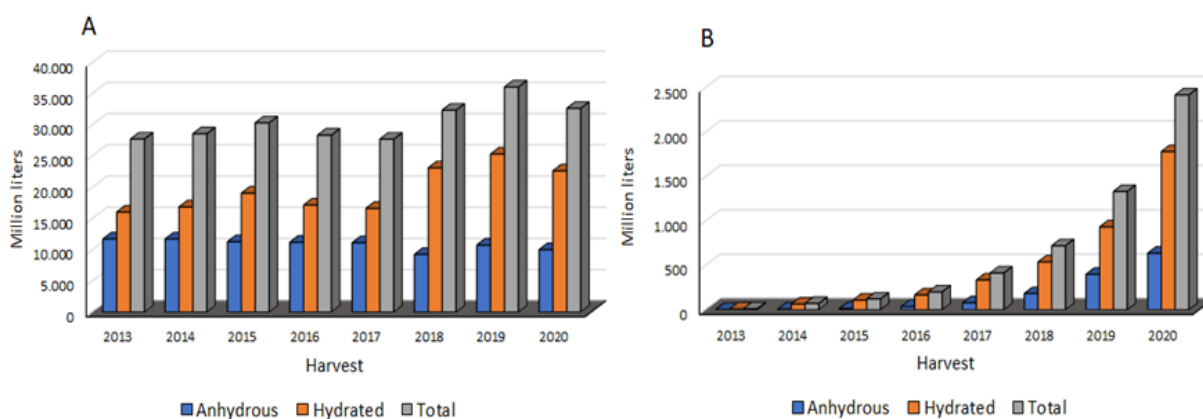 A
Million liters
40.000
35.000
30.000
25.000
20.000
15.000
10.000
5.000
0
2013 2014 2015 2016 2017 2018 2019 2020
Harvest
Anhydrous Hydrated Total
B
Million liters
2.500
2.000
1.500
1.000
500
0
2013 2014 2015 2016 2017 2018 2019 2020
Harvest
Anhydrous Hydrated Total